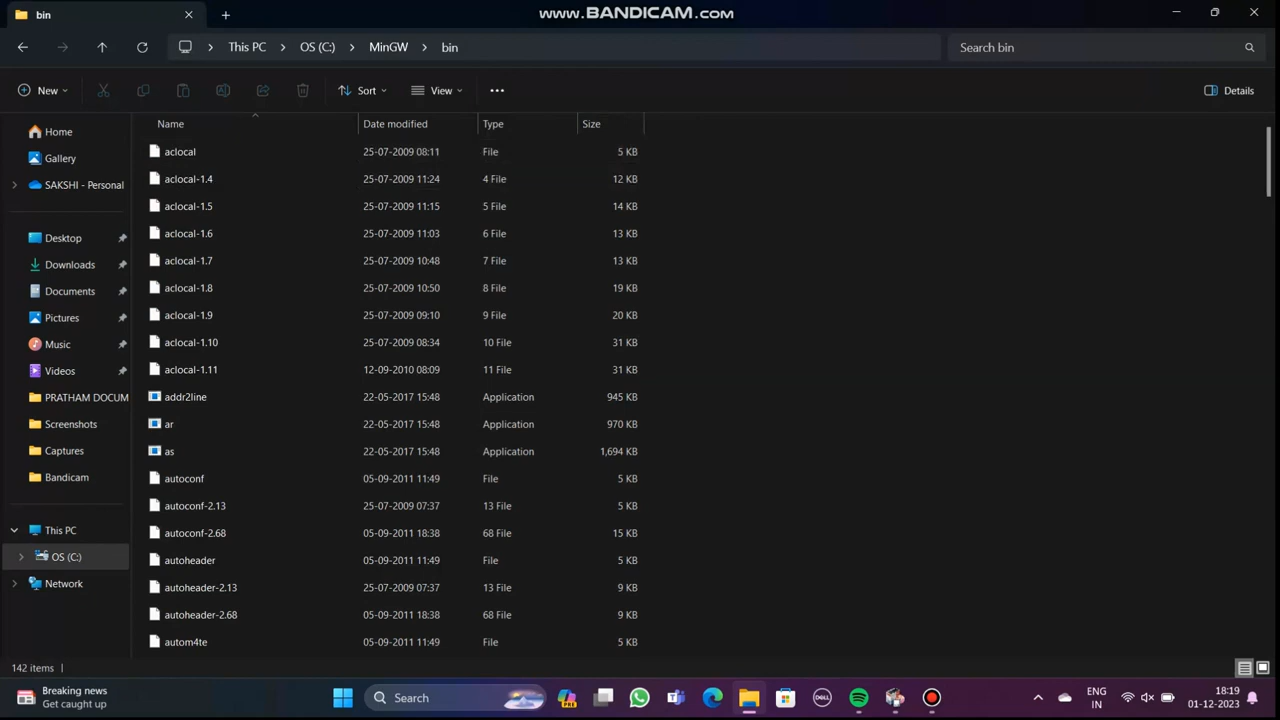 bin
www.BANDICAM.com
This PC > OS (C:) > MinGW > bin
Search bin
New
Sort
View
Details
Name Date modified Type Size
Home
Gallery
SAKSHI - Personal
Desktop
Downloads
Documents
Pictures
Music
Videos
PRATHAM DOCUM
Screenshots
Captures
Bandicam
This PC
OS (C:)
Network
aclocal 25-07-2009 08:11 File 5 KB
aclocal-1.4 25-07-2009 11:24 4 File 12 KB
aclocal-1.5 25-07-2009 11:15 5 File 14 KB
aclocal-1.6 25-07-2009 11:03 6 File 13 KB
aclocal-1.7 25-07-2009 10:48 7 File 13 KB
aclocal-1.8 25-07-2009 10:50 8 File 19 KB
aclocal-1.9 25-07-2009 09:10 9 File 20 KB
aclocal-1.10 25-07-2009 08:34 10 File 31 KB
aclocal-1.11 12-09-2010 08:09 11 File 31 KB
addr2line 22-05-2017 15:48 Application 945 KB
ar 22-05-2017 15:48 Application 970 KB
as 22-05-2017 15:48 Application 1,694 KB
autoconf 05-09-2011 11:49 File 5 KB
autoconf-2.13 25-07-2009 07:37 13 File 5 KB
autoconf-2.68 05-09-2011 18:38 68 File 15 KB
autoheader 05-09-2011 11:49 File 5 KB
autoheader-2.13 25-07-2009 07:37 13 File 9 KB
autoheader-2.68 05-09-2011 18:38 68 File 9 KB
autom4te 05-09-2011 11:49 File 5 KB
142 items
Breaking news
Get caught up
Search
PRE
DELL
ENG
IN
18:19
01-12-2023